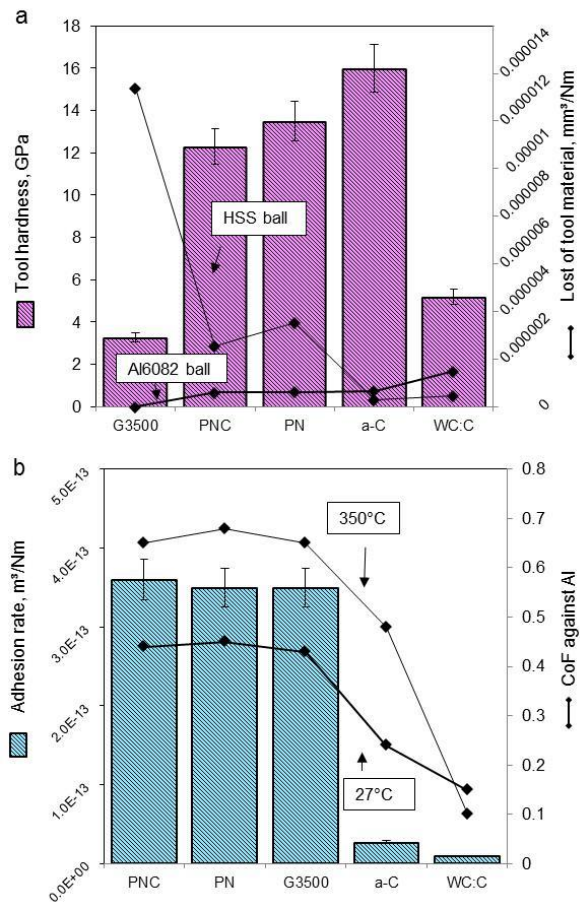 a
18
16
14
12
10
8
6
4
2
0
Tool hardness, GPa
HSS ball
Al6082 ball
0.000014
0.000012
0.00001
0.000008
0.000006
0.000004
0.000002
0
Lost of tool material, mm³/Nm
G3500 PNC PN a-C WC:C
b
5.0E-13
4.0E-13
3.0E-13
2.0E-13
1.0E-13
0.0E+00
Adhesion rate, m³/Nm
350°C
27°C
0.8
0.7
0.6
0.5
0.4
0.3
0.2
0.1
0
CoF against Al
PNC PN G3500 a-C WC:C